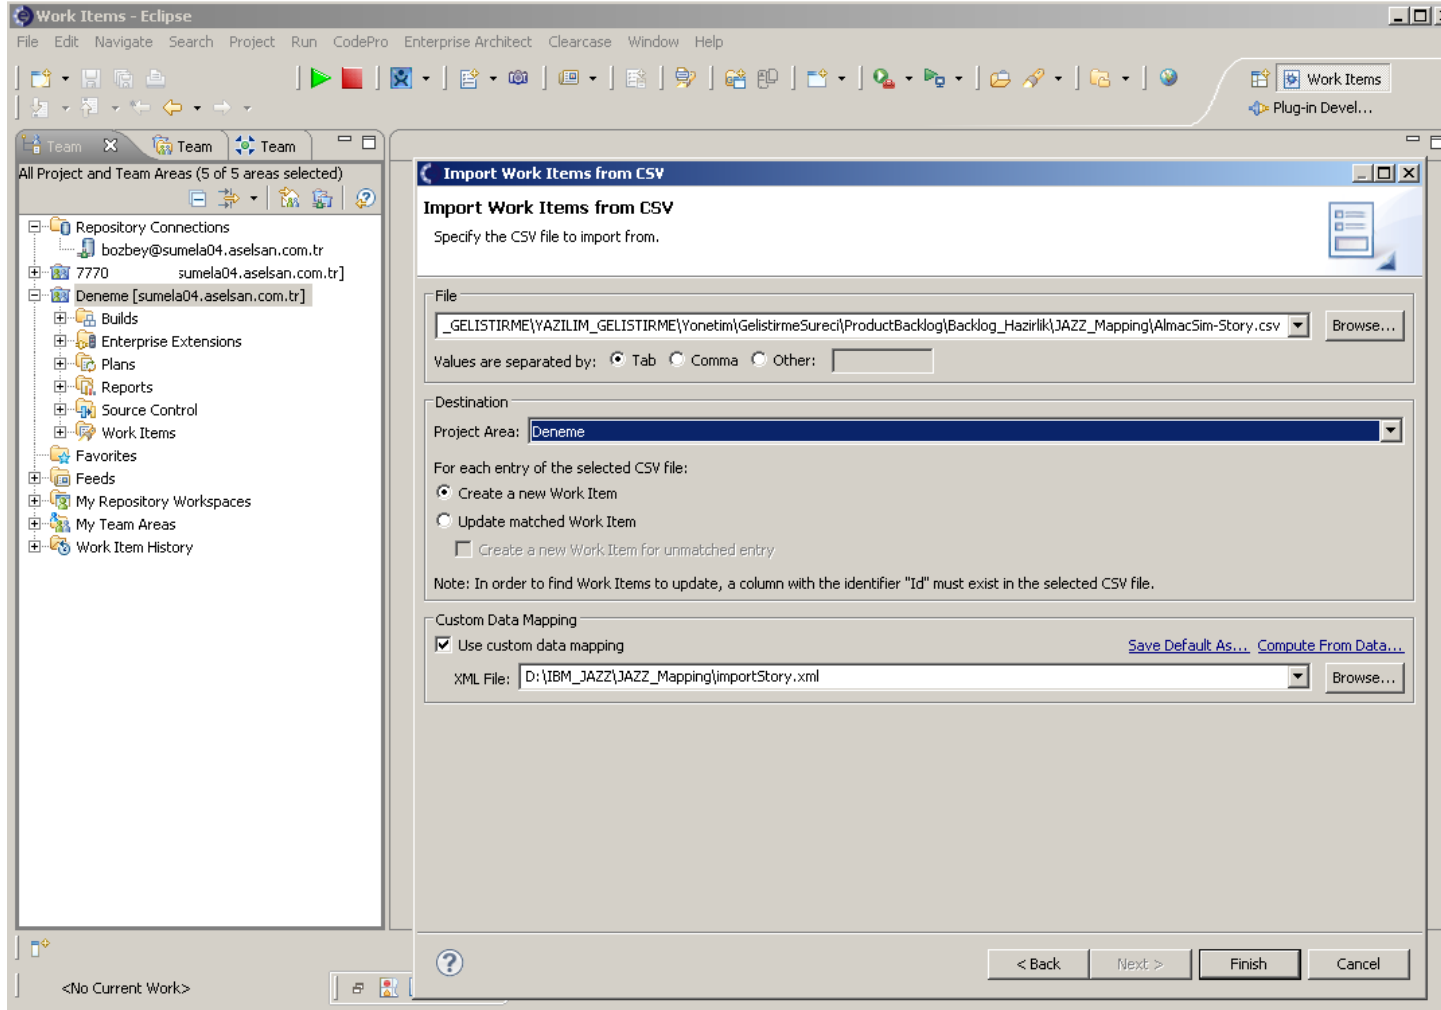 Work Items - Eclipse
File Edit Navigate Search Project Run CodePro Enterprise Architect Clearcase Window Help
Work Items
Plug-in Devel...
Team
Team
Team
All Project and Team Areas (5 of 5 areas selected)
Repository Connections
bozbey@sumela04.aselsan.com.tr
7770 sumela04.aselsan.com.tr]
Deneme [sumela04.aselsan.com.tr]
Builds
Enterprise Extensions
Plans
Reports
Source Control
Work Items
Favorites
Feeds
My Repository Workspaces
My Team Areas
Work Item History
<No Current Work>
Import Work Items from CSV
Import Work Items from CSV
Specify the CSV file to import from.
File
_GELISTIRME\YAZILIM_GELISTIRME\Yonetim\GelistirmeSureci\ProductBacklog\Backlog_Hazirlik\JAZZ_Mapping\AlmacSim-Story.csv
Browse...
Values are separated by: Tab Comma Other:
Destination
Project Area: Deneme
For each entry of the selected CSV file:
Create a new Work Item
Update matched Work Item
Create a new Work Item for unmatched entry
Note: In order to find Work Items to update, a column with the identifier "Id" must exist in the selected CSV file.
Custom Data Mapping
Use custom data mapping
Save Default As... Compute From Data...
XML File: D:\IBM_JAZZ\JAZZ_Mapping\importStory.xml
Browse...
< Back Next > Finish Cancel